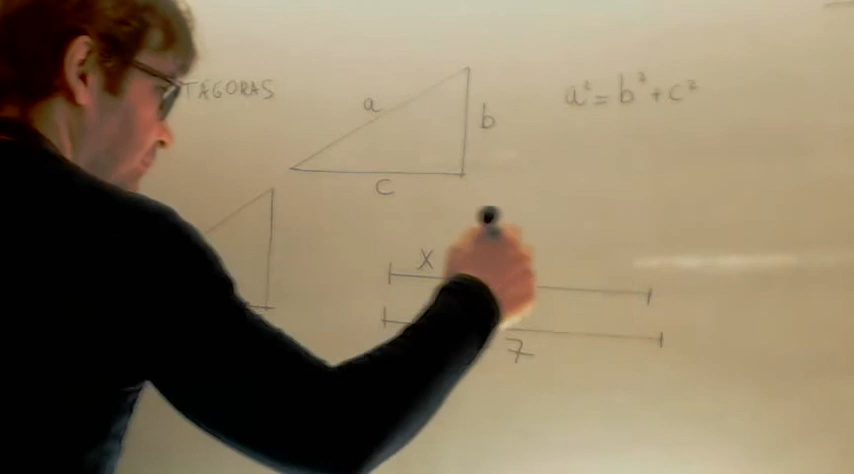 TAGORAS
a
b
c
a² = b² + c²
x
7